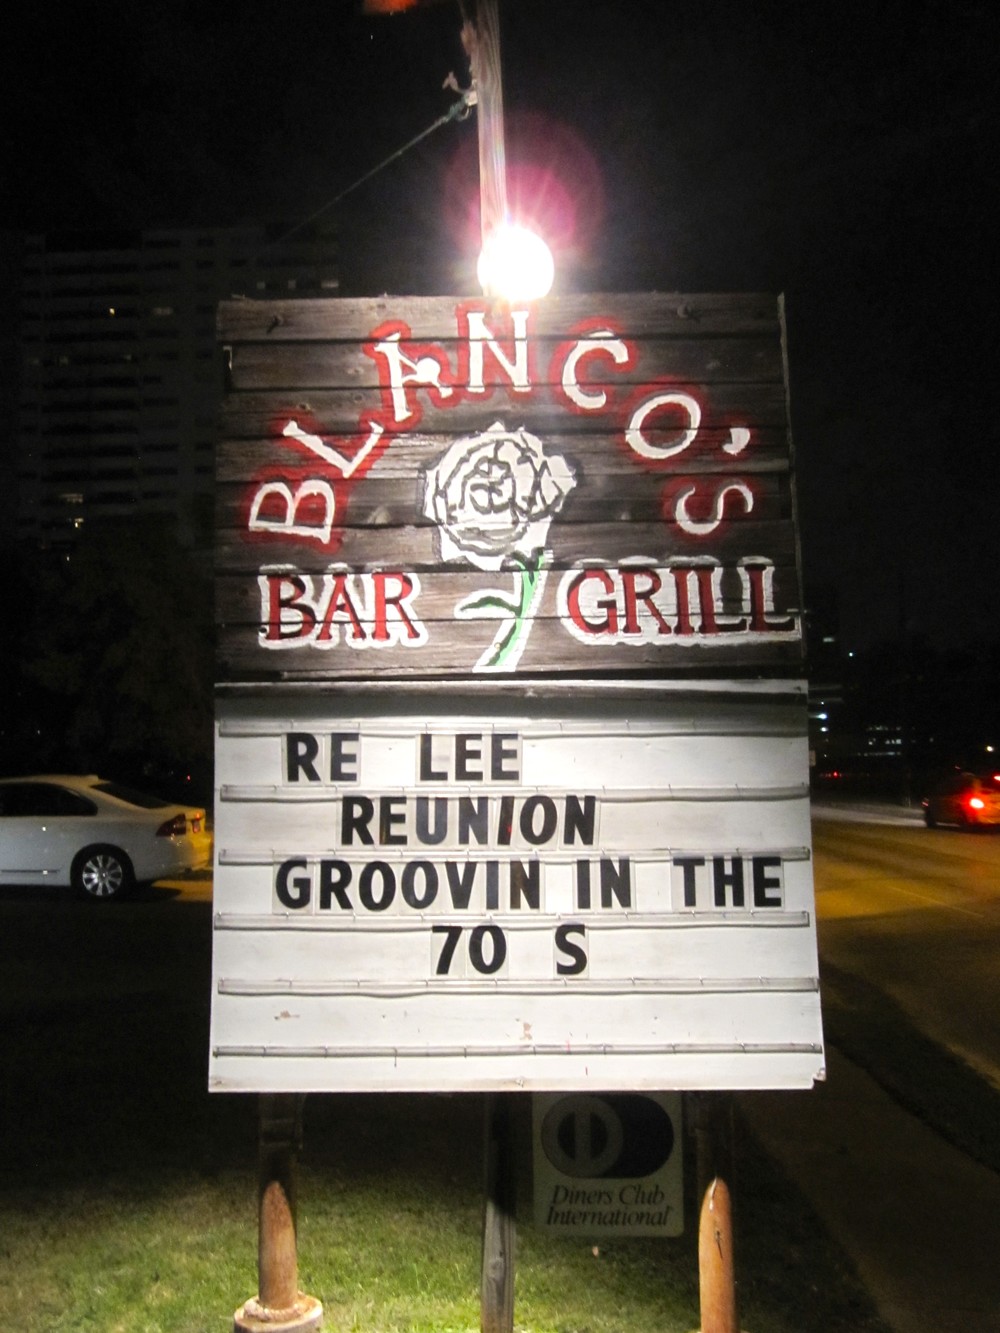 BLANCO'S
BAR GRILL
RE LEE
REUNION
GROOVIN IN THE
70 S
Diners Club
International